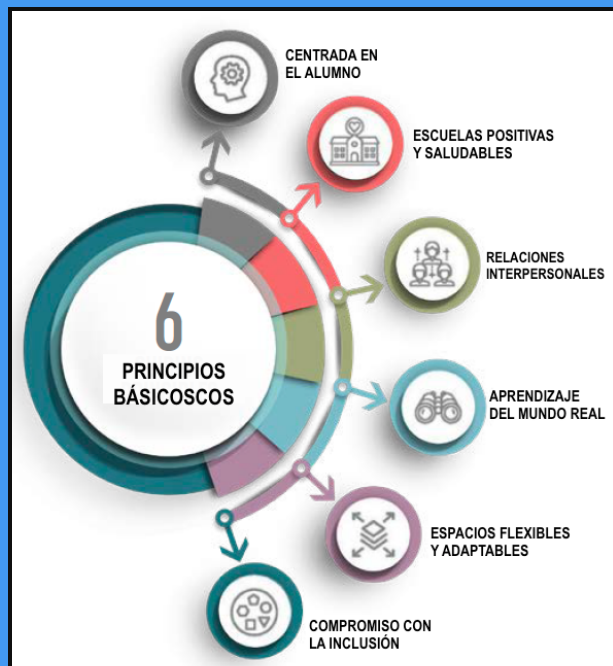 CENTRADA EN
EL ALUMNO
ESCUELAS POSITIVAS
Y SALUDABLES
RELACIONES
INTERPERSONALES
6
PRINCIPIOS
BÁSICOSCOS
APRENDIZAJE
DEL MUNDO REAL
ESPACIOS FLEXIBLES
Y ADAPTABLES
COMPROMISO CON
LA INCLUSIÓN